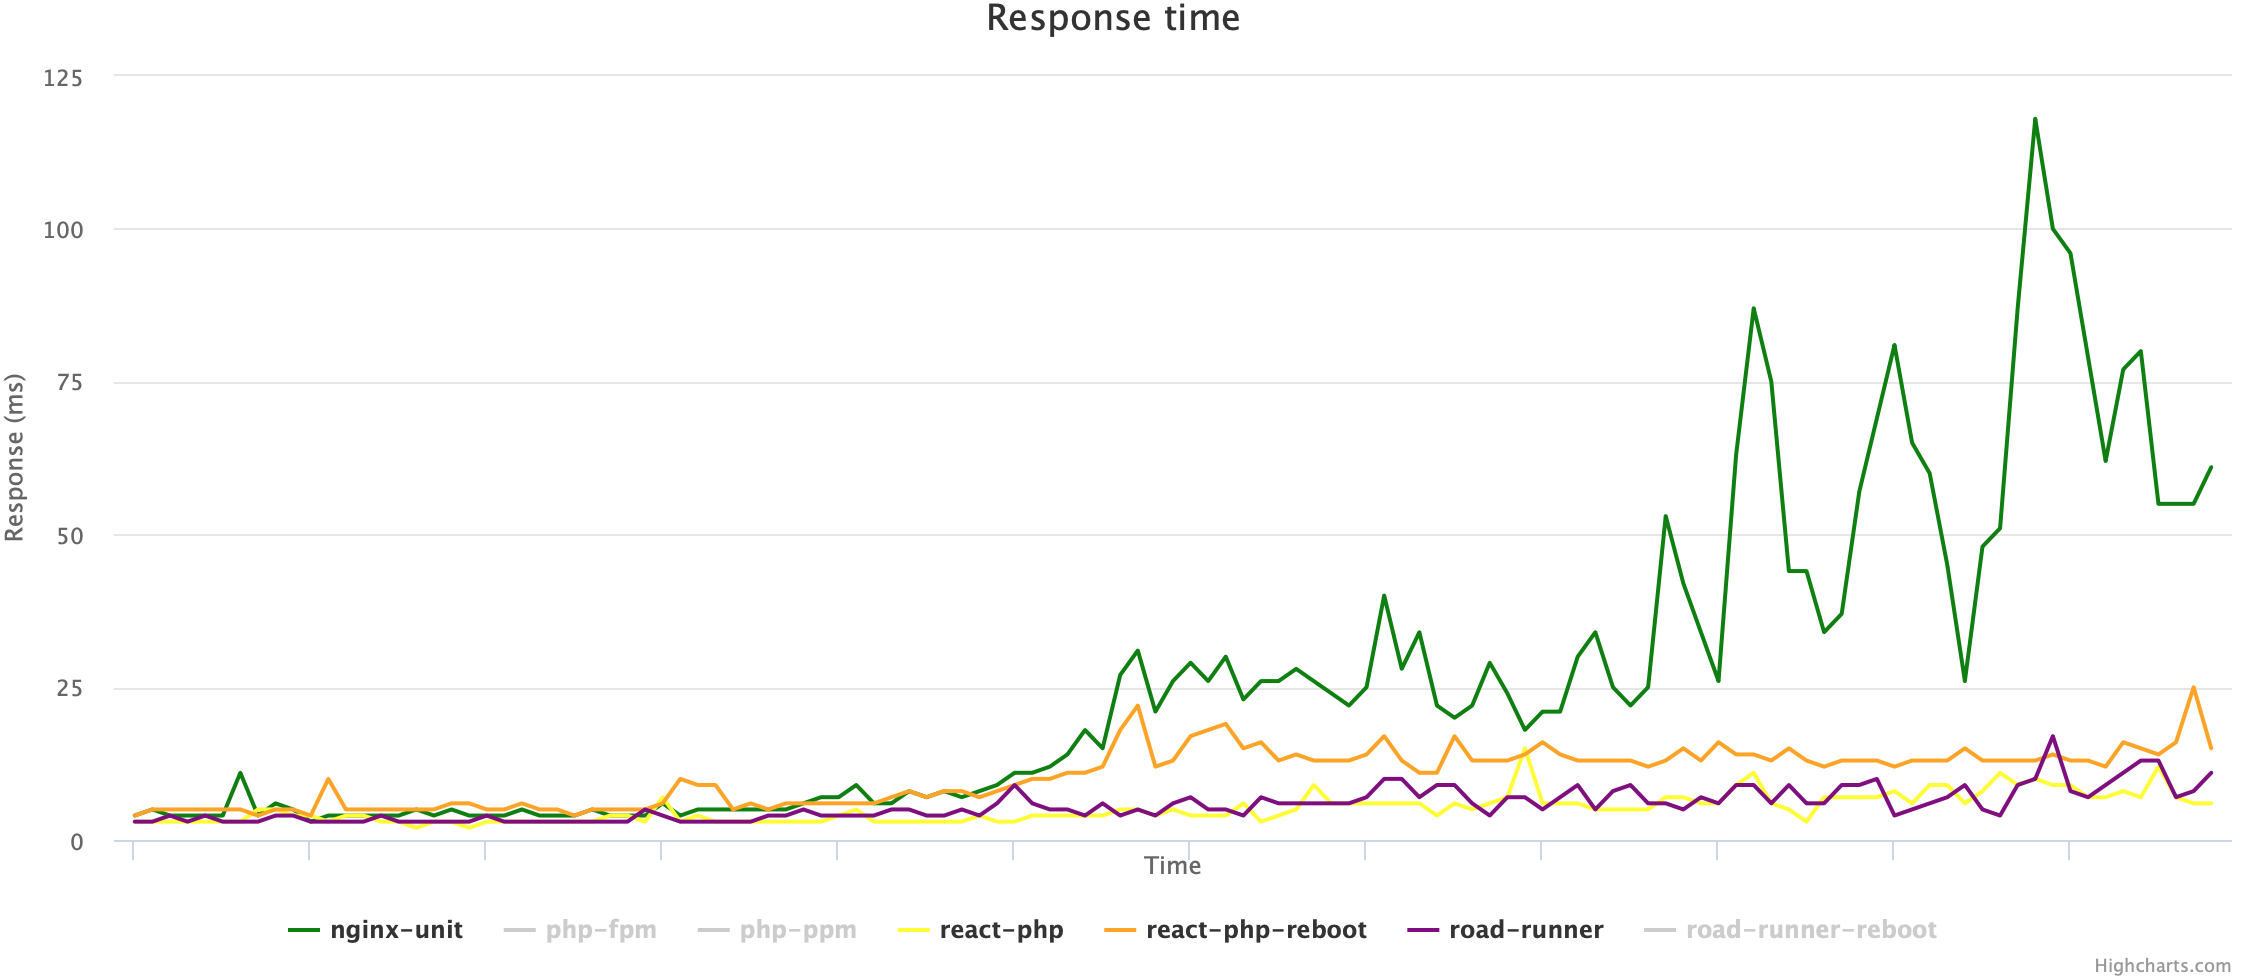 Response time
125
100
75
50
25
0
Response (ms)
Time
nginx-unit php-fpm php-ppm react-php react-php-reboot road-runner road-runner-reboot
Highcharts.com